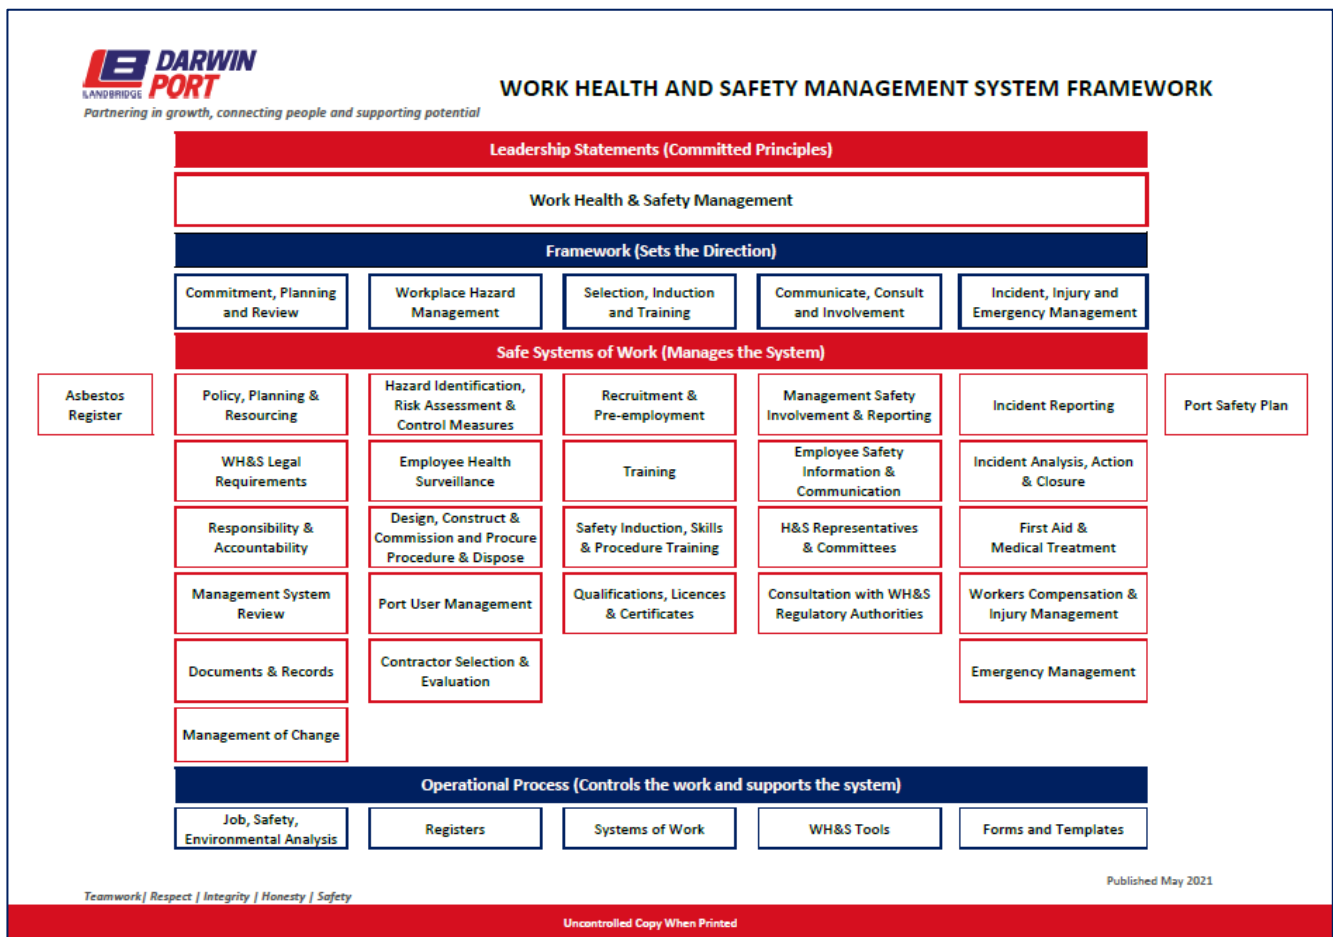 LANDBRIDGE
DARWIN
PORT
Partnering in growth, connecting people and supporting potential
WORK HEALTH AND SAFETY MANAGEMENT SYSTEM FRAMEWORK
Leadership Statements (Committed Principles)
Work Health & Safety Management
Framework (Sets the Direction)
Commitment, Planning
and Review
Workplace Hazard
Management
Selection, Induction
and Training
Communicate, Consult
and Involvement
Incident, Injury and
Emergency Management
Safe Systems of Work (Manages the System)
Asbestos
Register
Policy, Planning &
Resourcing
Hazard Identification,
Risk Assessment &
Control Measures
Recruitment &
Pre-employment
Management Safety
Involvement & Reporting
Incident Reporting
Port Safety Plan
WH&S Legal
Requirements
Employee Health
Surveillance
Training
Employee Safety
Information &
Communication
Incident Analysis, Action
& Closure
Responsibility &
Accountability
Design, Construct &
Commission and Procure
Procedure & Dispose
Safety Induction, Skills
& Procedure Training
H&S Representatives
& Committees
First Aid &
Medical Treatment
Management System
Review
Port User Management
Qualifications, Licences
& Certificates
Consultation with WH&S
Regulatory Authorities
Workers Compensation &
Injury Management
Documents & Records
Contractor Selection &
Evaluation
Emergency Management
Management of Change
Operational Process (Controls the work and supports the system)
Job, Safety,
Environmental Analysis
Registers
Systems of Work
WH&S Tools
Forms and Templates
Published May 2021
Teamwork| Respect | Integrity | Honesty | Safety
Uncontrolled Copy When Printed